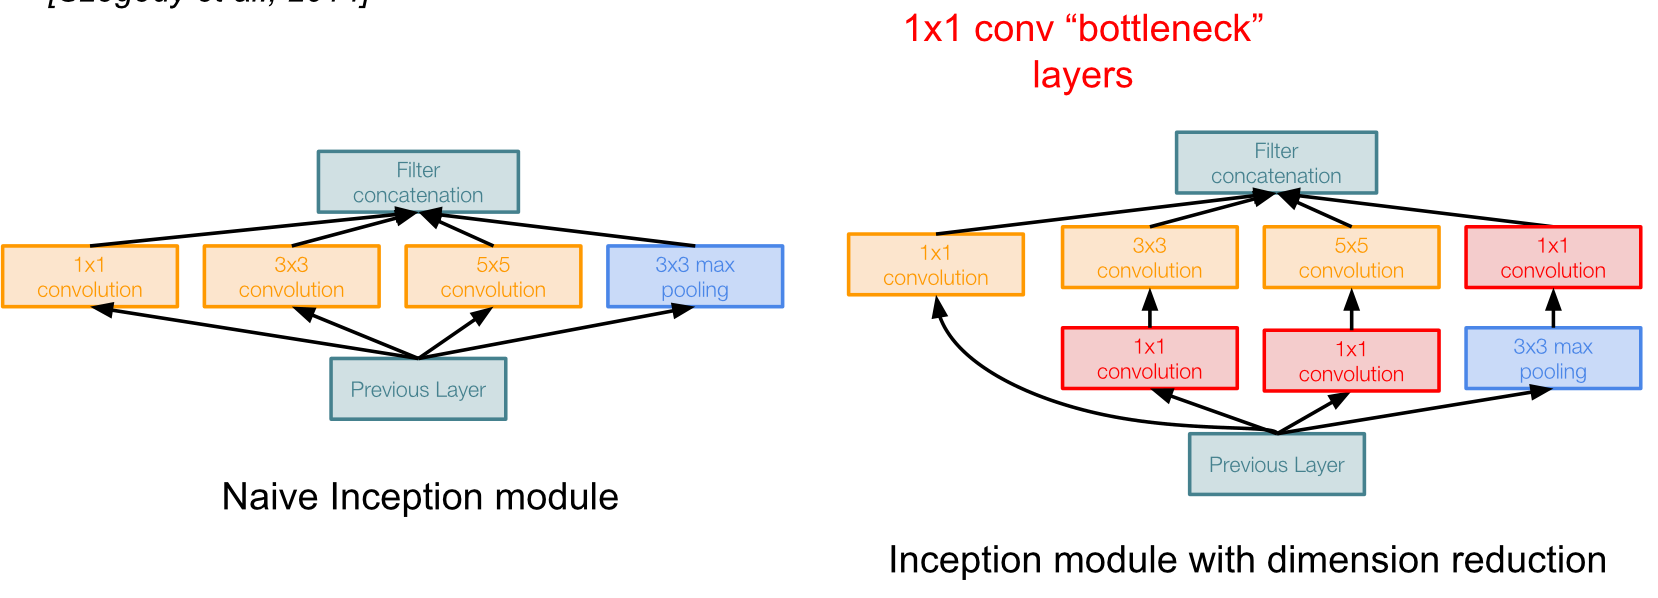 1x1 conv “bottleneck”
layers
Filter
concatenation
1x1
convolution
3x3
convolution
5x5
convolution
3x3 max
pooling
Previous Layer
Naive Inception module
Filter
concatenation
1x1
convolution
3x3
convolution
5x5
convolution
1x1
convolution
1x1
convolution
1x1
convolution
3x3 max
pooling
Previous Layer
Inception module with dimension reduction